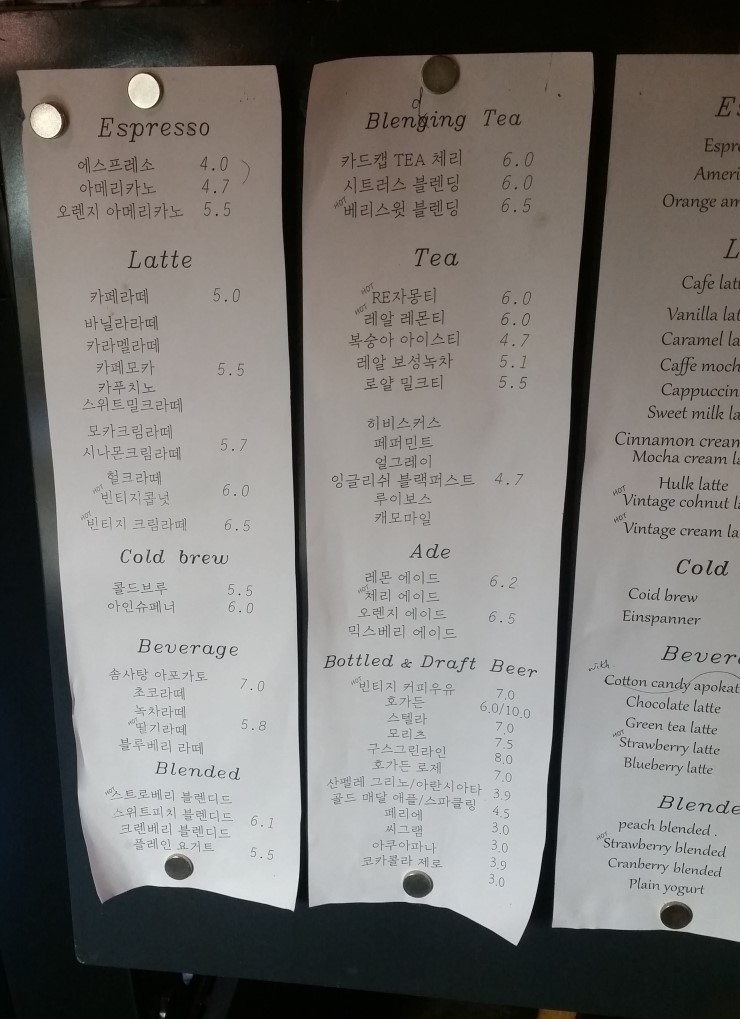 Espresso
에스프레소 4.0
아메리카노 4.7
오렌지 아메리카노 5.5
Latte
카페라떼 5.0
바닐라라떼
카라멜라떼
카페모카 5.5
카푸치노
스위트밀크라떼
모카크림라떼
시나몬크림라떼 5.7
헐크라떼
HOT 빈티지콜넛 6.0
HOT 빈티지 크림라떼 6.5
Cold brew
콜드브루 5.5
아인슈페너 6.0
Beverage
솜사탕 아포가토 7.0
초코라떼
녹차라떼
HOT 딸기라떼 5.8
블루베리 라떼
Blended
HOT 스트로베리 블렌디드
스위트피치 블렌디드 6.1
크렌베리 블렌디드
플레인 요거트 5.5
Blending Tea
카드캡 TEA 체리 6.0
시트러스 블렌딩 6.0
HOT 베리스윗 블렌딩 6.5
Tea
HOT RE자몽티 6.0
HOT 레알 레몬티 6.0
복숭아 아이스티 4.7
레알 보성녹차 5.1
로얄 밀크티 5.5
히비스커스
페퍼민트
얼그레이
잉글리쉬 블랙퍼스트 4.7
루이보스
캐모마일
Ade
레몬 에이드 6.2
HOT 체리 에이드
오렌지 에이드 6.5
믹스베리 에이드
Bottled & Draft Beer
HOT 빈티지 커피우유 7.0
호가든 6.0/10.0
스텔라 7.0
모리츠 7.5
구스그린라인 8.0
호가든 로제 7.0
산펠레 그리노/아란시아타 3.9
골드 메달 애플/스파클링 4.5
페리에 3.0
씨그램 3.0
아쿠아파나 3.9
코카콜라 제로 3.0
Es
Espre
Ameri
Orange am
L
Cafe latt
Vanilla lat
Caramel la
Caffe moch
Cappuccin
Sweet milk la
Cinnamon crean
Mocha cream la
Hulk latte
HOT Vintage cohnut la
HOT Vintage cream la
Cold
Coid brew
Einspanner
Bever
with.
Cotton candy apokat
Chocolate latte
Green tea latte
HOT Strawberry latte
Blueberry latte
Blende
peach blended .
HOT Strawberry blended
Cranberry blended
Plain yogurt